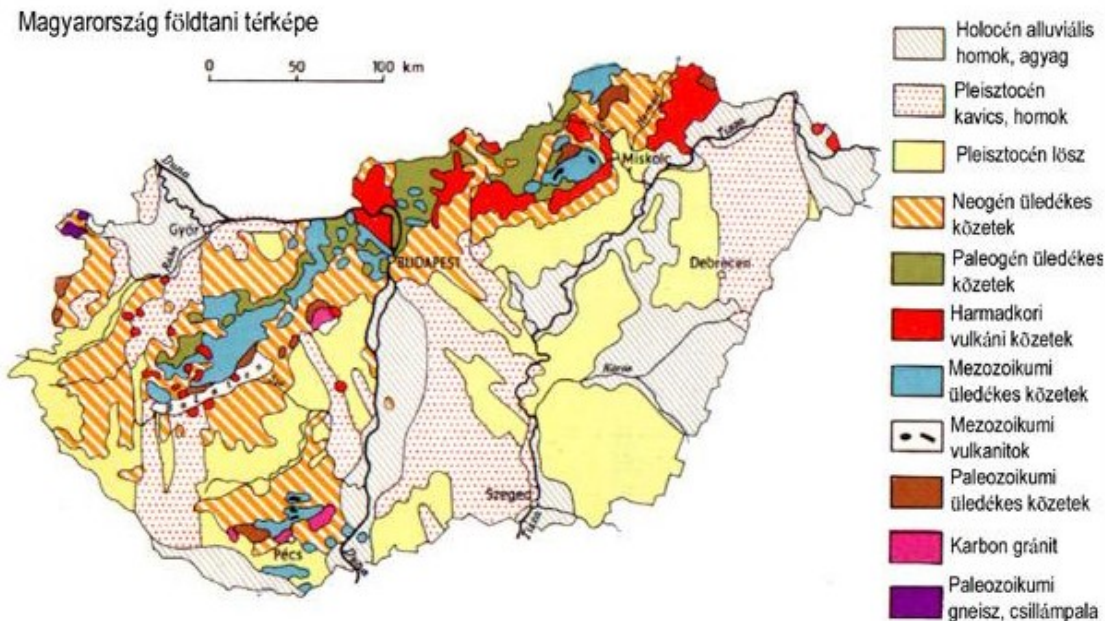 Magyarország földtani térképe
0 50 100 km
Duna
Győr
Rába
BUDAPEST
Miskolc
Tisza
Debrecen
Körös
Szeged
Tisza
Pécs
Duna
Holocén alluviális
homok, agyag
Pleisztocén
kavics, homok
Pleisztocén lösz
Neogén üledékes
kőzetek
Paleogén üledékes
kőzetek
Harmadkori
vulkáni kőzetek
Mezozoikumi
üledékes kőzetek
Mezozoikumi
vulkanitok
Paleozoikumi
üledékes kőzetek
Karbon gránit
Paleozoikumi
gneisz, csillámpala